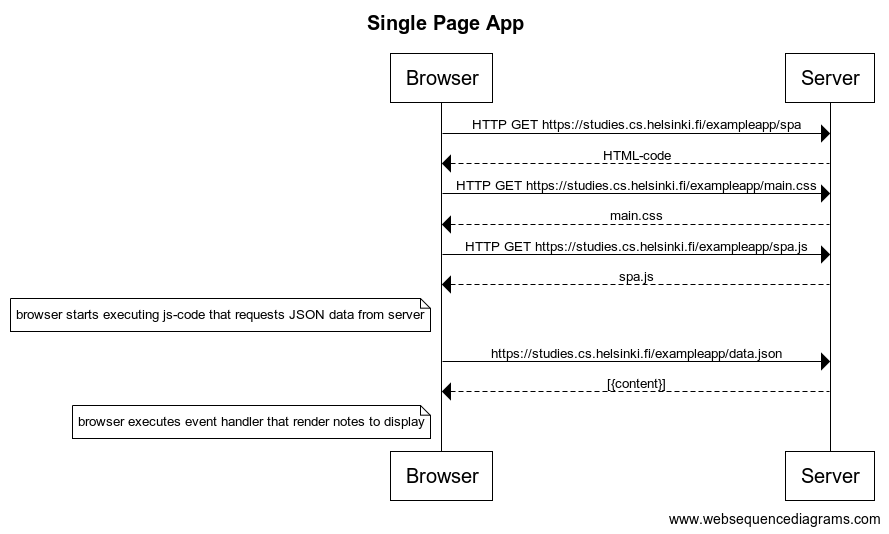 Single Page App
Browser
Server
HTTP GET https://studies.cs.helsinki.fi/exampleapp/spa
HTML-code
HTTP GET https://studies.cs.helsinki.fi/exampleapp/main.css
main.css
HTTP GET https://studies.cs.helsinki.fi/exampleapp/spa.js
spa.js
browser starts executing js-code that requests JSON data from server
https://studies.cs.helsinki.fi/exampleapp/data.json
[{content}]
browser executes event handler that render notes to display
Browser
Server
www.websequencediagrams.com